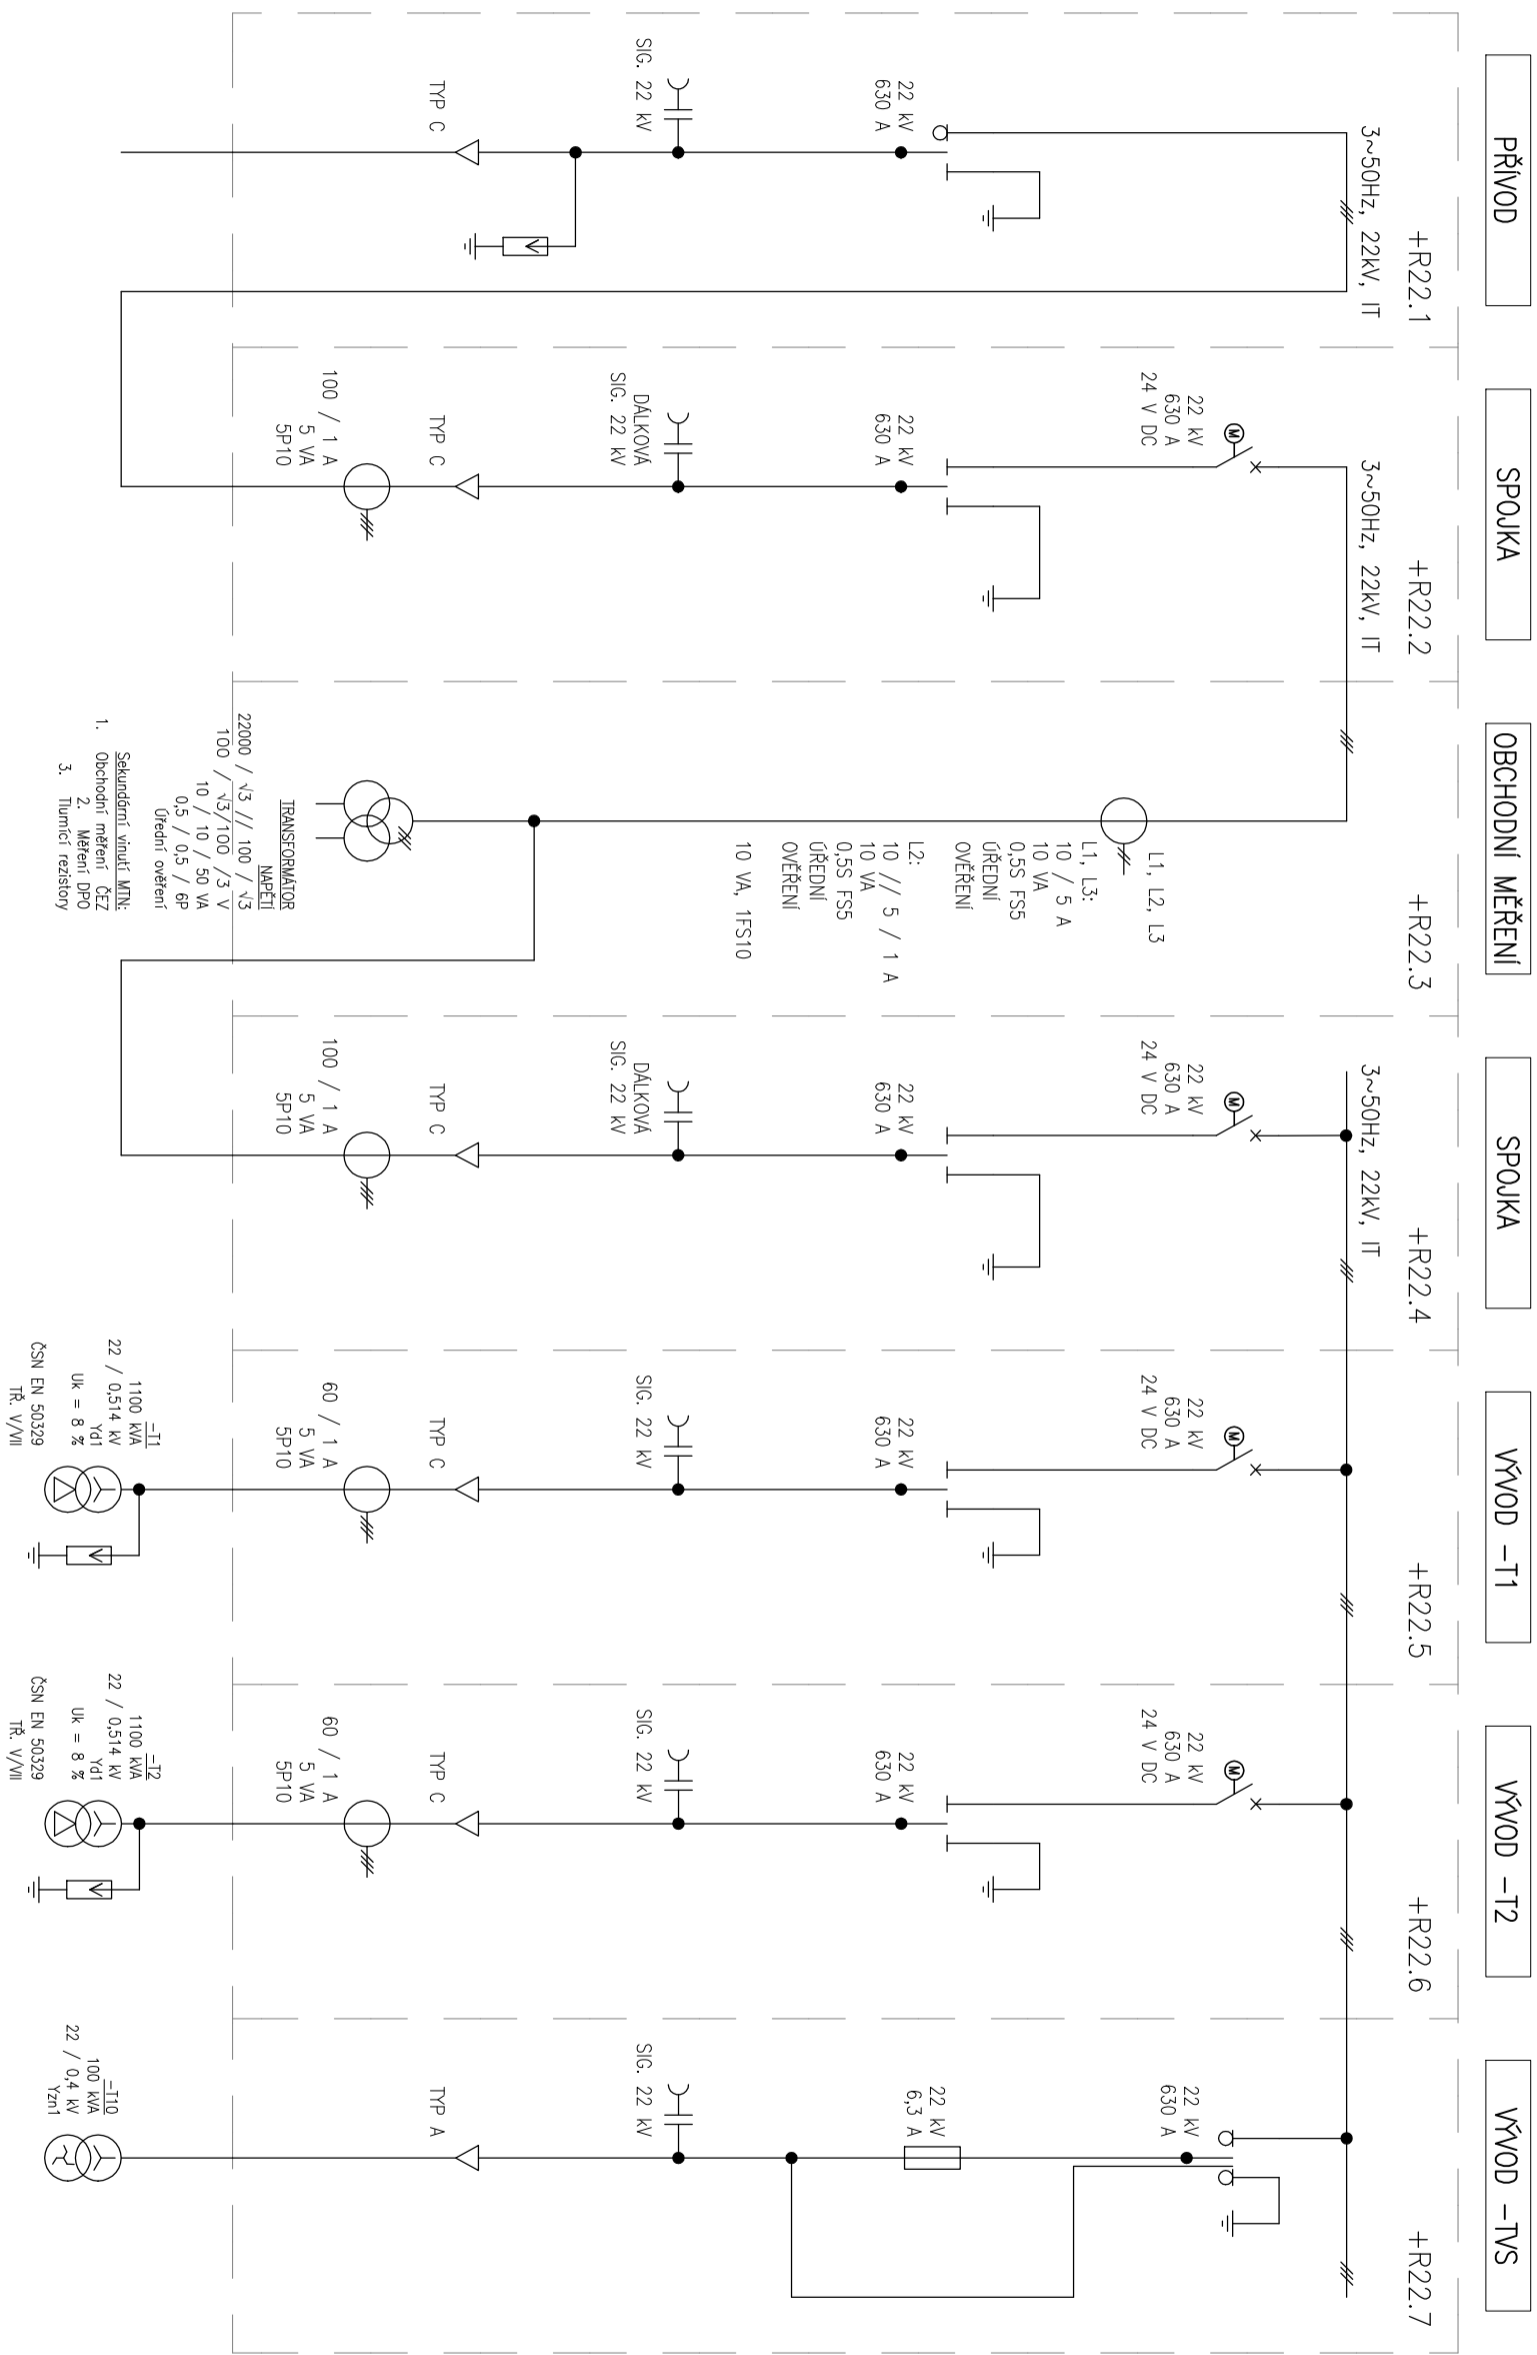 PŘÍVOD
+R22.1
3~50Hz, 22kV, IT
22 kV
630 A
SIG. 22 kV
TYP C
SPOJKA
+R22.2
3~50Hz, 22kV, IT
M
22 kV
630 A
24 V DC
22 kV
630 A
DÁLKOVÁ
SIG. 22 kV
TYP C
100 / 1 A
5 VA
5P10
OBCHODNÍ MĚŘENÍ
+R22.3
L1, L2, L3
L1, L3:
10 / 5 A
10 VA
0,5S FS5
ÚŘEDNÍ
OVĚŘENÍ
L2:
10 // 5 / 1 A
10 VA
0,5S FS5
ÚŘEDNÍ
OVĚŘENÍ
10 VA, 1FS10
TRANSFORMÁTOR
NAPĚTÍ
22000 / √3 // 100 / √3
100 / √3/100 /3 V
10 / 10 / 50 VA
0,5 / 0,5 / 6P
Úřední ověření
Sekundární vinutí MTN:
1. Obchodní měření ČEZ
2. Měření DPO
3. Tlumící rezistory
SPOJKA
+R22.4
3~50Hz, 22kV, IT
M
22 kV
630 A
24 V DC
22 kV
630 A
DÁLKOVÁ
SIG. 22 kV
TYP C
100 / 1 A
5 VA
5P10
VÝVOD -T1
+R22.5
M
22 kV
630 A
24 V DC
22 kV
630 A
SIG. 22 kV
TYP C
60 / 1 A
5 VA
5P10
-T1
1100 kVA
22 / 0,514 kV
Yd1
Uk = 8 %
ČSN EN 50329
TŘ. V/VII
VÝVOD -T2
+R22.6
M
22 kV
630 A
24 V DC
22 kV
630 A
SIG. 22 kV
TYP C
60 / 1 A
5 VA
5P10
-T2
1100 kVA
22 / 0,514 kV
Yd1
Uk = 8 %
ČSN EN 50329
TŘ. V/VII
VÝVOD -TVS
+R22.7
22 kV
630 A
22 kV
6,3 A
SIG. 22 kV
TYP A
-T10
100 kVA
22 / 0,4 kV
Yzn1